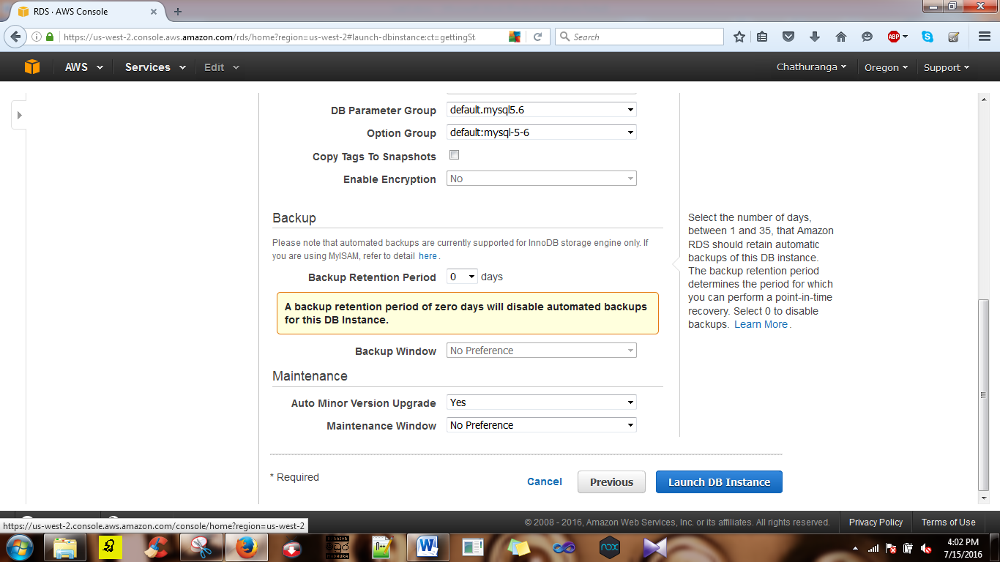 RDS · AWS Console
https://us-west-2.console.aws.amazon.com/rds/home?region=us-west-2#launch-dbinstance:ct=gettingSt
Search
ABP
AWS
Services
Edit
Chathuranga
Oregon
Support
DB Parameter Group
default.mysql5.6
Option Group
default:mysql-5-6
Copy Tags To Snapshots
Enable Encryption
No
Backup
Please note that automated backups are currently supported for InnoDB storage engine only. If
you are using MyISAM, refer to detail here .
Backup Retention Period
0
days
A backup retention period of zero days will disable automated backups
for this DB Instance.
Backup Window
No Preference
Select the number of days,
between 1 and 35, that Amazon
RDS should retain automatic
backups of this DB instance.
The backup retention period
determines the period for which
you can perform a point-in-time
recovery. Select 0 to disable
backups. Learn More .
Maintenance
Auto Minor Version Upgrade
Yes
Maintenance Window
No Preference
* Required
Cancel
Previous
Launch DB Instance
https://us-west-2.console.aws.amazon.com/console/home?region=us-west-2
© 2008 - 2016, Amazon Web Services, Inc. or its affiliates. All rights reserved.
Privacy Policy
Terms of Use
nox
4:02 PM
7/15/2016